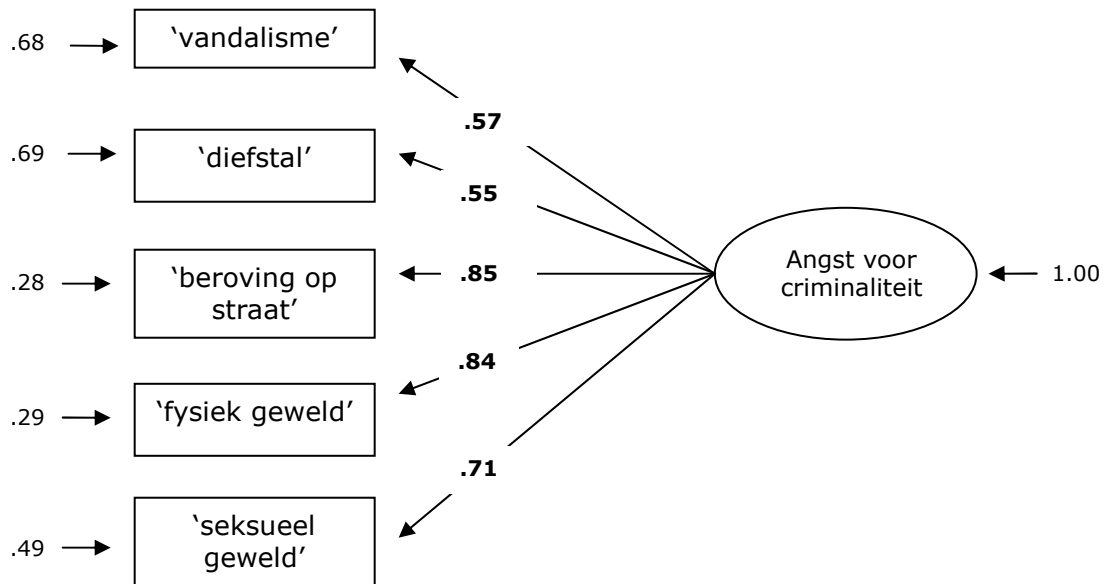 .68
‘vandalisme’
.57
.69
‘diefstal’
.55
.28
‘beroving op
straat’
.85
Angst voor
criminaliteit
1.00
.84
.29
‘fysiek geweld’
.71
.49
‘seksueel
geweld’